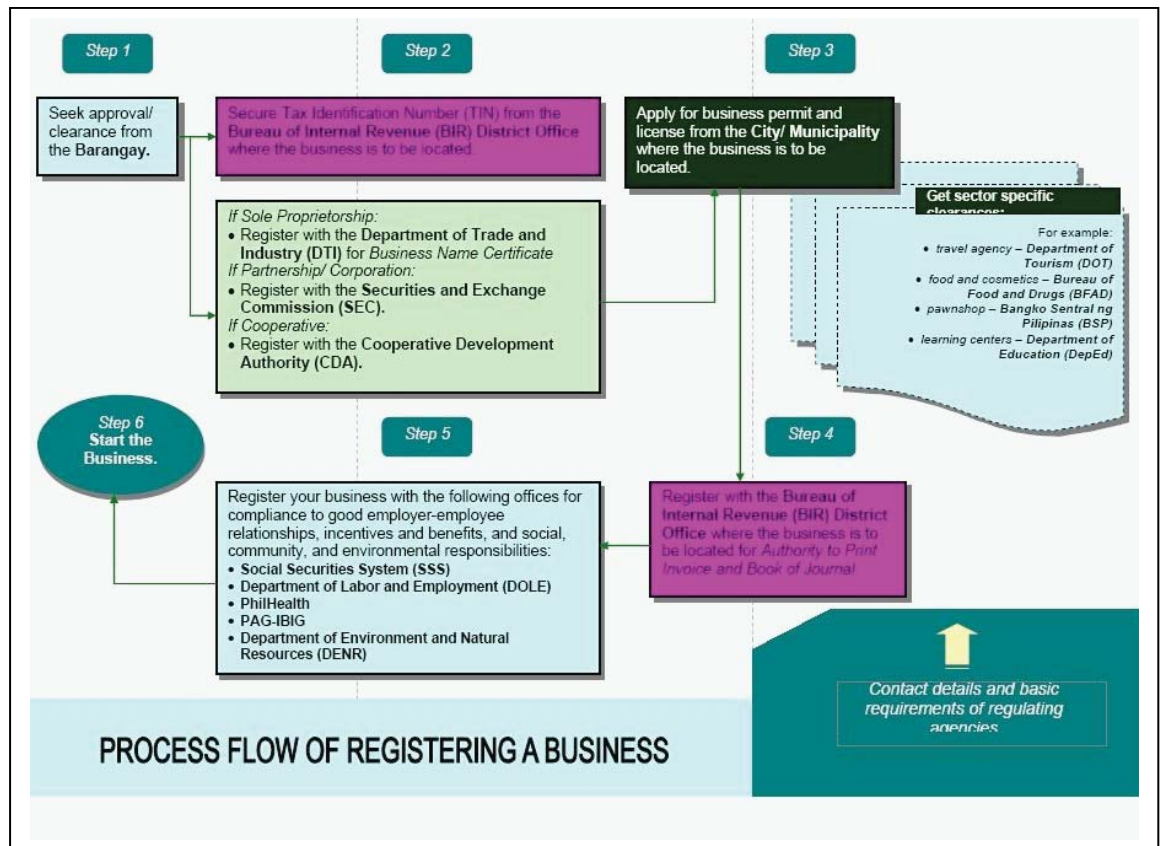 Step 1
Step 2
Step 3
Seek approval/
clearance from
the Barangay.
Secure Tax Identification Number (TIN) from the
Bureau of Internal Revenue (BIR) District Office
where the business is to be located.
If Sole Proprietorship:
• Register with the Department of Trade and
Industry (DTI) for Business Name Certificate
If Partnership/ Corporation:
• Register with the Securities and Exchange
Commission (SEC).
If Cooperative:
• Register with the Cooperative Development
Authority (CDA).
Apply for business permit and
license from the City/ Municipality
where the business is to be
located.
Get sector specific
clearances:
For example:
• travel agency – Department of
Tourism (DOT)
• food and cosmetics – Bureau of
Food and Drugs (BFAD)
• pawnshop – Bangko Sentral ng
Pilipinas (BSP)
• learning centers – Department of
Education (DepEd)
Step 4
Register with the Bureau of
Internal Revenue (BIR) District
Office where the business is to
be located for Authority to Print
Invoice and Book of Journal
Step 5
Register your business with the following offices for
compliance to good employer-employee
relationships, incentives and benefits, and social,
community, and environmental responsibilities:
• Social Securities System (SSS)
• Department of Labor and Employment (DOLE)
• PhilHealth
• PAG-IBIG
• Department of Environment and Natural
Resources (DENR)
Step 6
Start the
Business.
Contact details and basic
requirements of regulating
agencies
PROCESS FLOW OF REGISTERING A BUSINESS